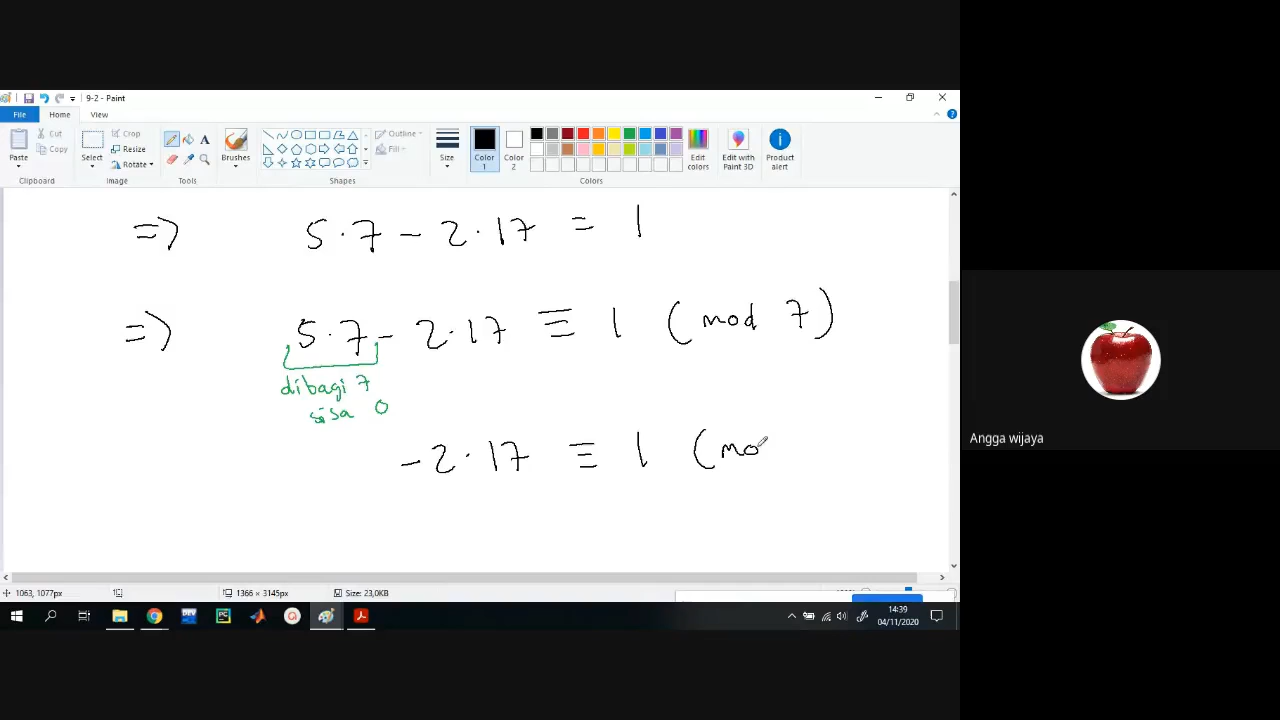 9-2 - Paint
File Home View
Paste
Cut
Copy
Clipboard
Select
Crop
Resize
Rotate
Image
Tools
Brushes
Shapes
Outline
Fill
Size
Color 1
Color 2
Colors
Edit colors
Edit with Paint 3D
Product alert
=> 5·7 - 2·17 = 1
=> 5·7 - 2·17 ≡ 1 (mod 7)
dibagi 7
sisa 0
-2·17 ≡ 1 (mo
Angga wijaya
1063, 1077px 1366 × 3145px Size: 23,0KB
14:39
04/11/2020